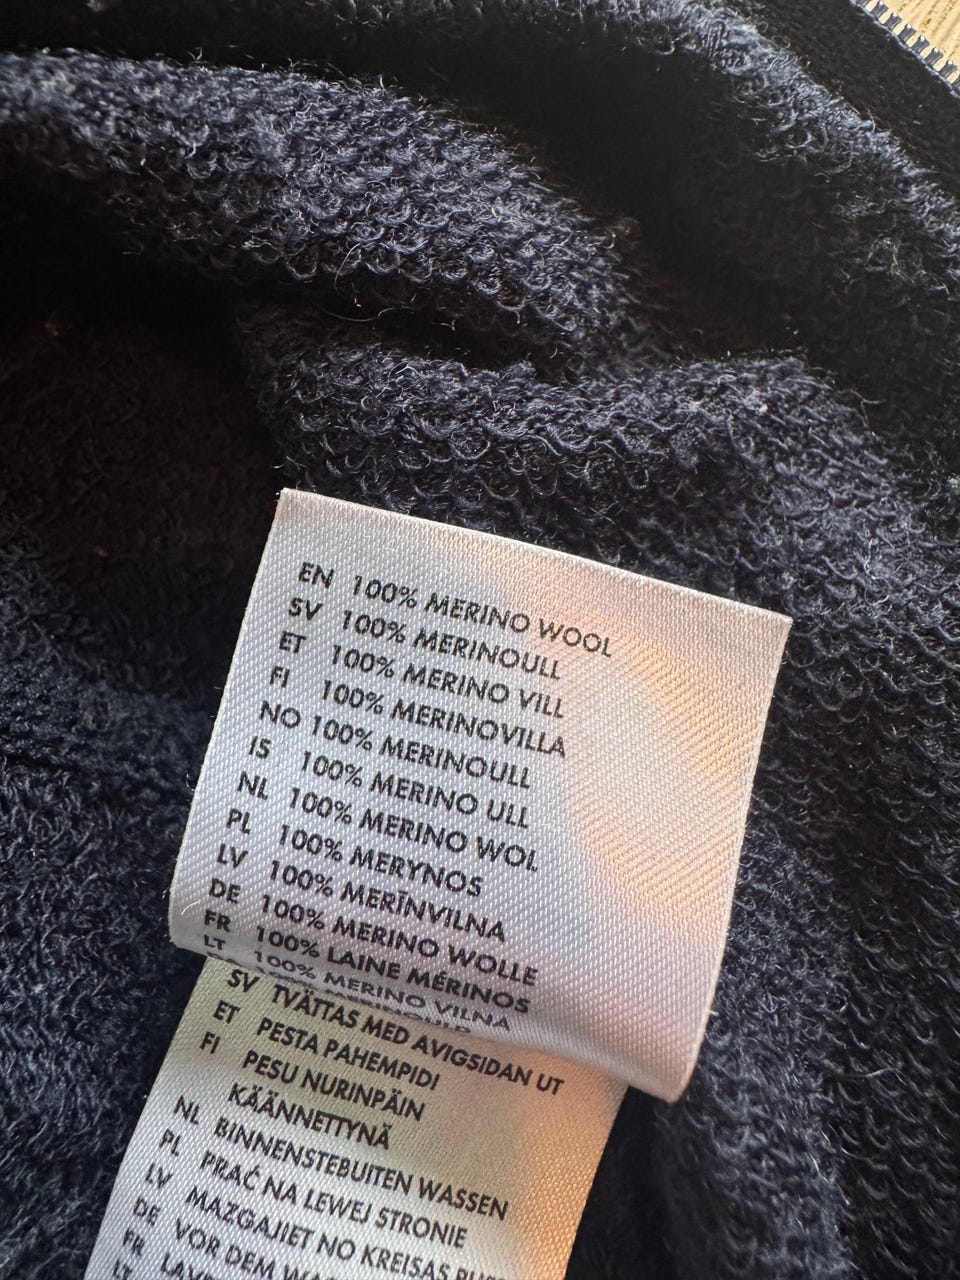 EN 100% MERINO WOOL
SV 100% MERINOULL
ET 100% MERINO VILL
FI 100% MERINOVILLA
NO 100% MERINOULL
IS 100% MERINO ULL
NL 100% MERINO WOL
PL 100% MERYNOS
LV 100% MERĪNVILNA
DE 100% MERINO WOLLE
FR 100% LAINE MÉRINOS
LT 100% MERINO VILNA
SV TVÄTTAS MED AVIGSIDAN UT
ET PESTA PAHEMPIDI
FI PESU NURINPÄIN
KÄÄNNETTYNÄ
NL BINNENSTEBUITEN WASSEN
PL PRAĆ NA LEWEJ STRONIE
LV MAZGAJIET NO KREISAS
DE VOR DEM
FR
LT